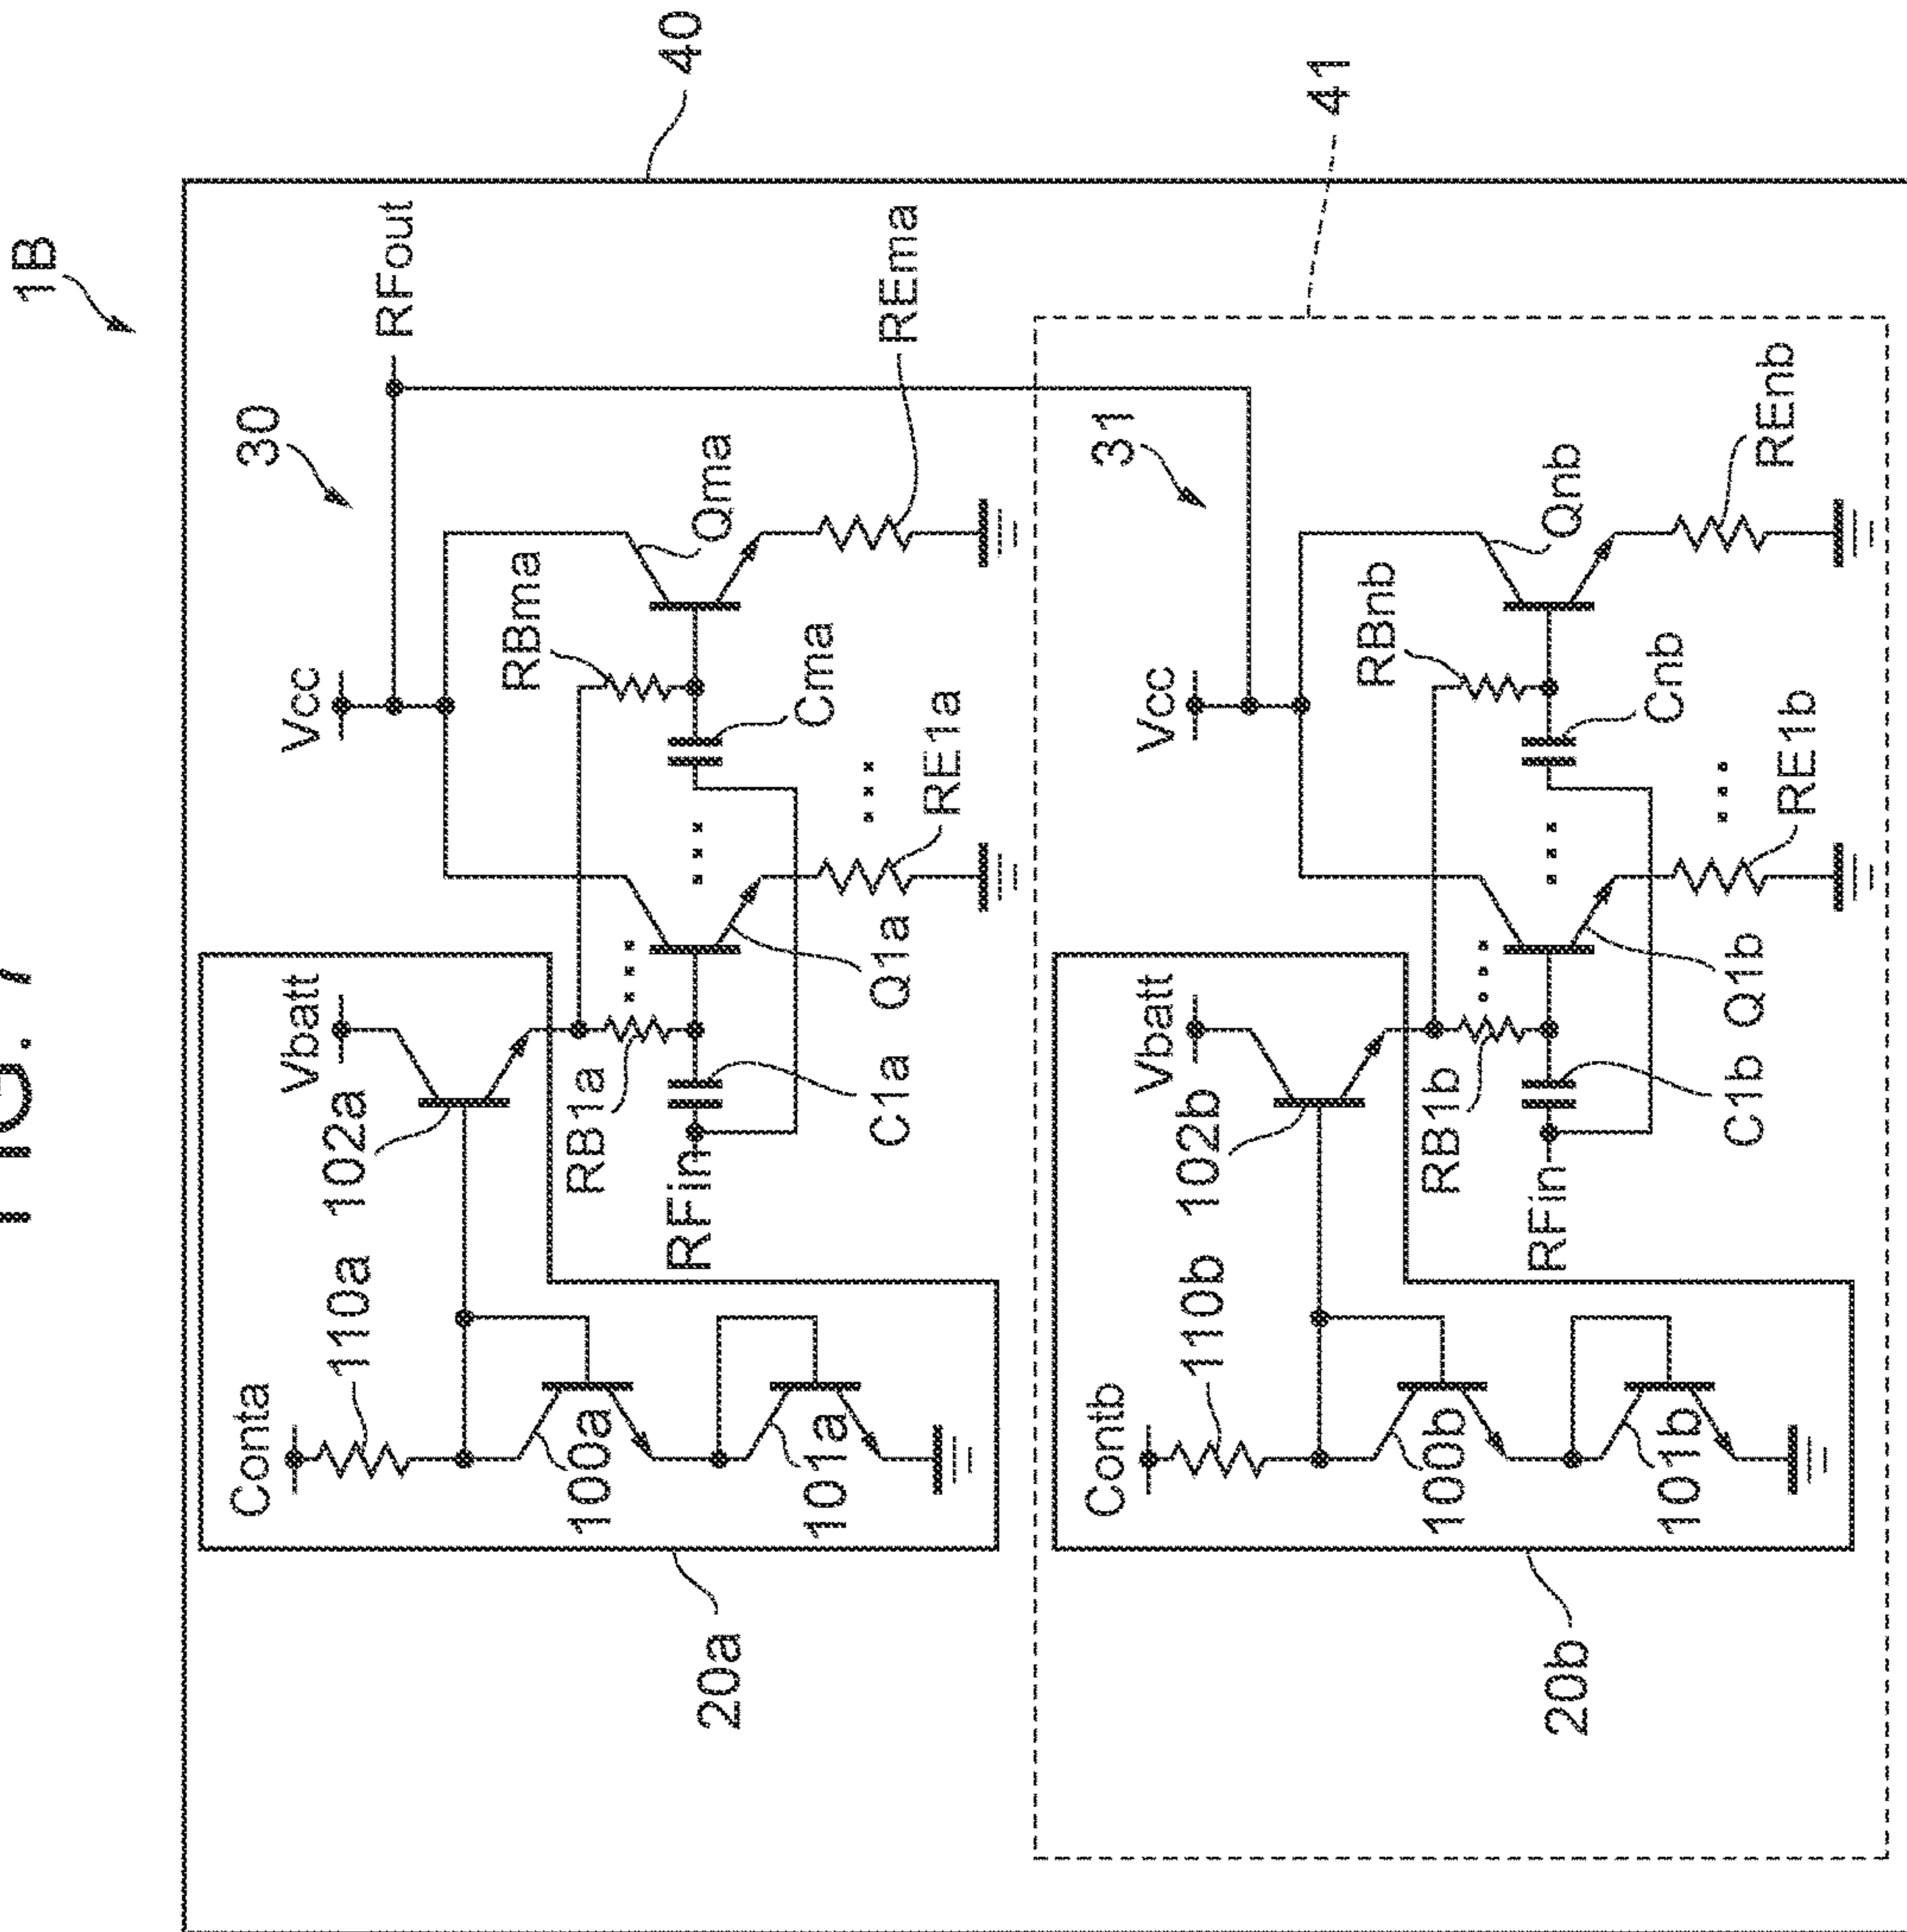 FIG. 7
1B
40
RFout
Vcc
30
Conta
110a
102a
Vbatt
RBma
Qma
REma
100a
101a
RB1a
RFin
C1a
Q1a
RE1a
Cma
...
...
...
20a
41
Vcc
31
Contb
110b
102b
Vbatt
RBnb
Qnb
REnb
100b
101b
RB1b
RFin
C1b
Q1b
RE1b
Cnb
...
...
...
20b